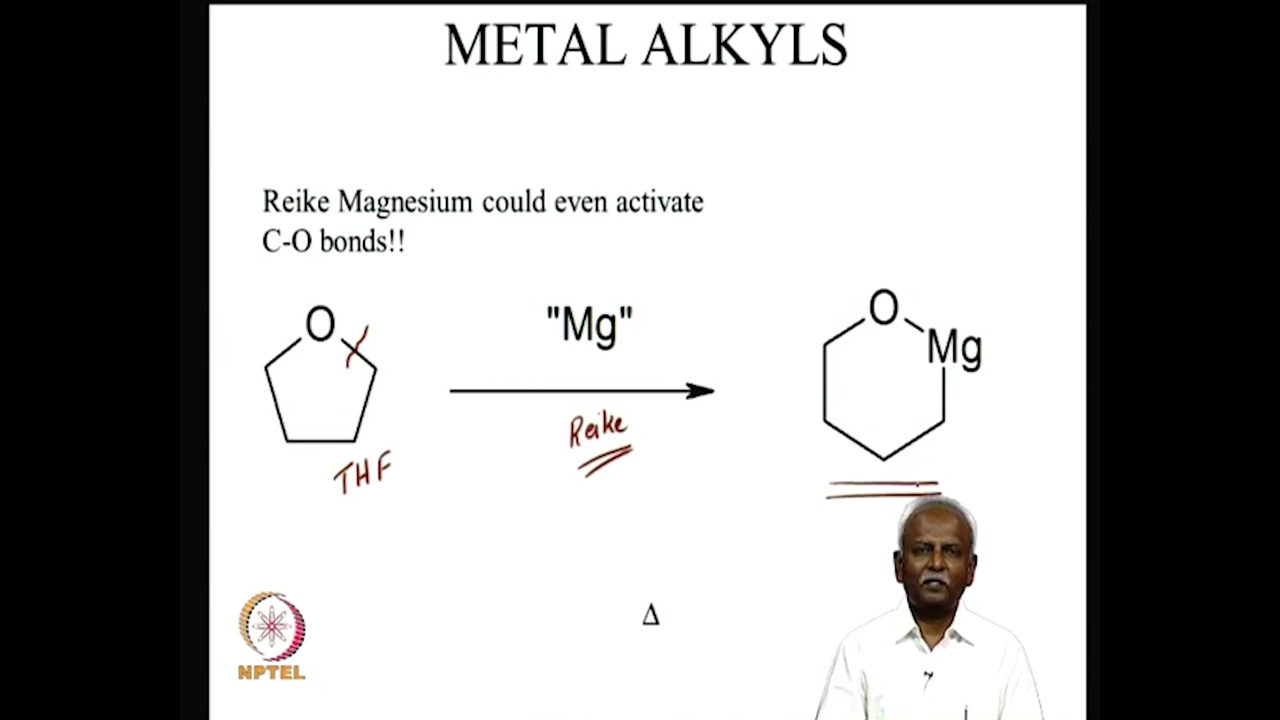 METAL ALKYLS
Reike Magnesium could even activate
C-O bonds!!
O
"Mg"
O
Mg
Reike
THF
Δ
NPTEL